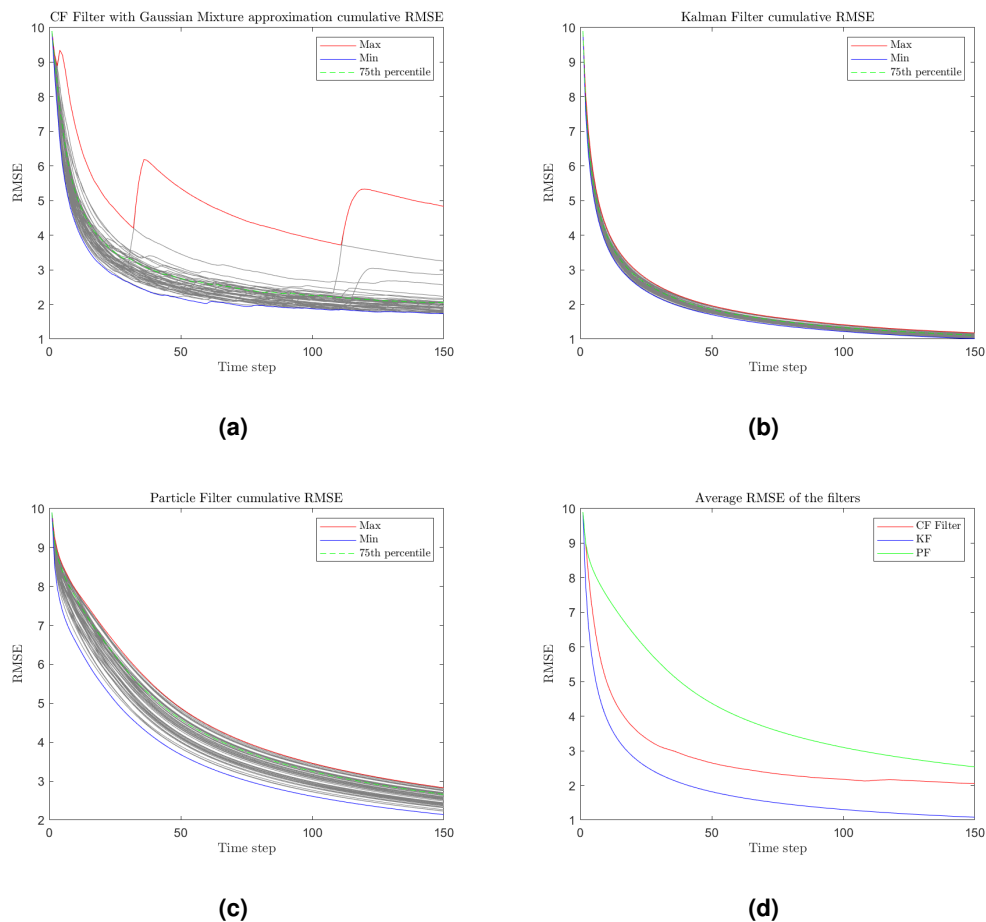 CF Filter with Gaussian Mixture approximation cumulative RMSE
10
9
8
7
6
5
4
3
2
1
RMSE
0 50 100 150
Time step
Max
Min
75th percentile
(a)
Kalman Filter cumulative RMSE
10
9
8
7
6
5
4
3
2
1
RMSE
0 50 100 150
Time step
Max
Min
75th percentile
(b)
Particle Filter cumulative RMSE
10
9
8
7
6
5
4
3
2
RMSE
0 50 100 150
Time step
Max
Min
75th percentile
(c)
Average RMSE of the filters
10
9
8
7
6
5
4
3
2
1
RMSE
0 50 100 150
Time step
CF Filter
KF
PF
(d)